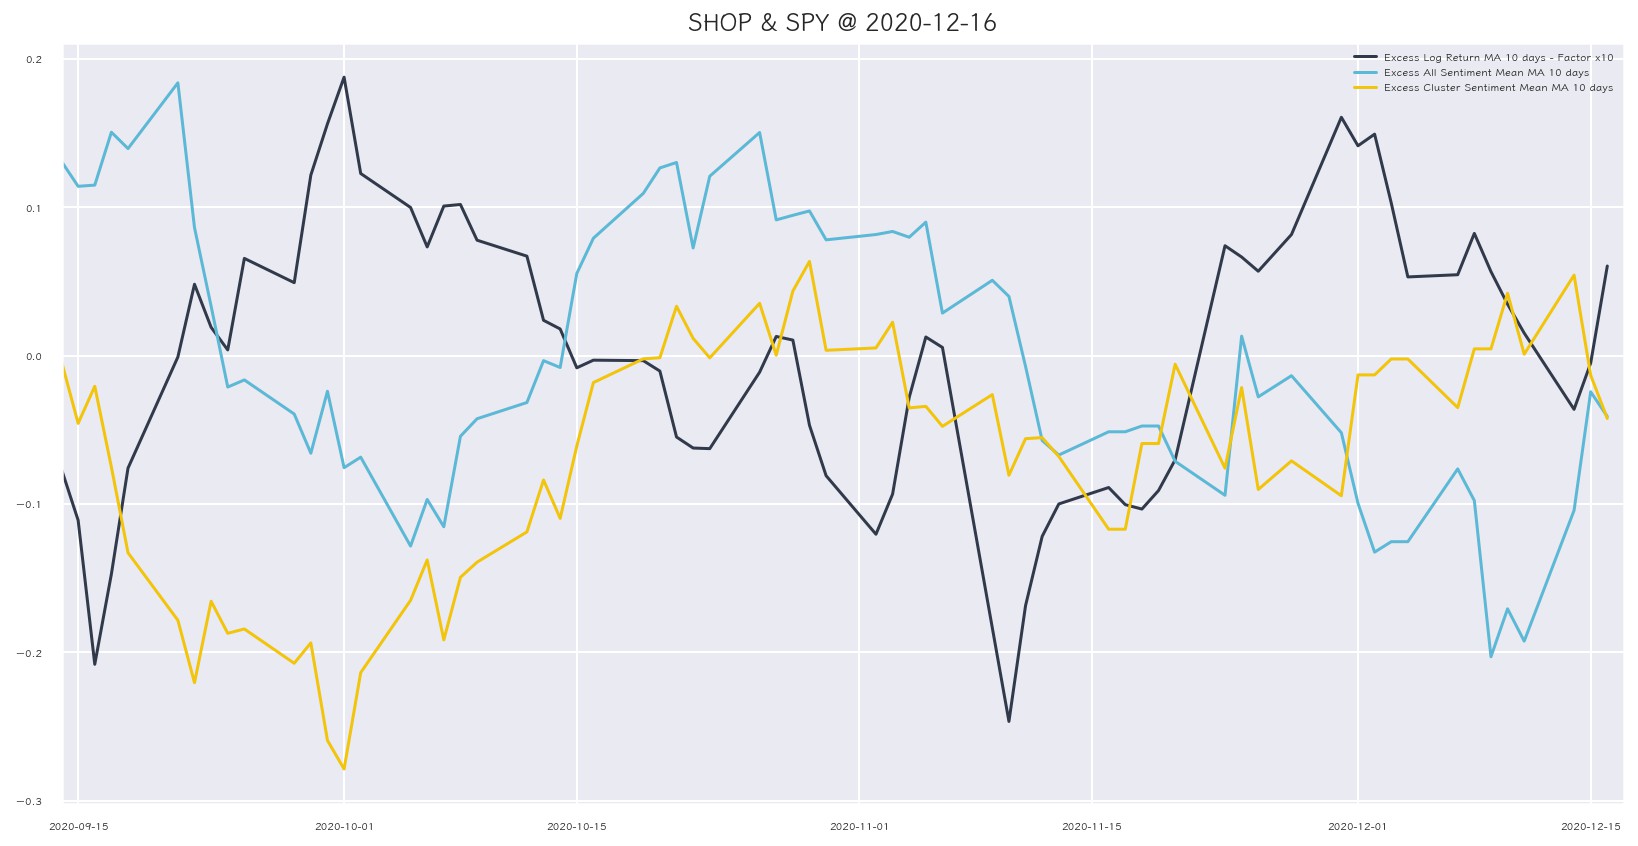 SHOP & SPY @ 2020-12-16
Excess Log Return MA 10 days - Factor x10
Excess All Sentiment Mean MA 10 days
Excess Cluster Sentiment Mean MA 10 days
0.2
0.1
0.0
−0.1
−0.2
−0.3
2020-09-15 2020-10-01 2020-10-15 2020-11-01 2020-11-15 2020-12-01 2020-12-15